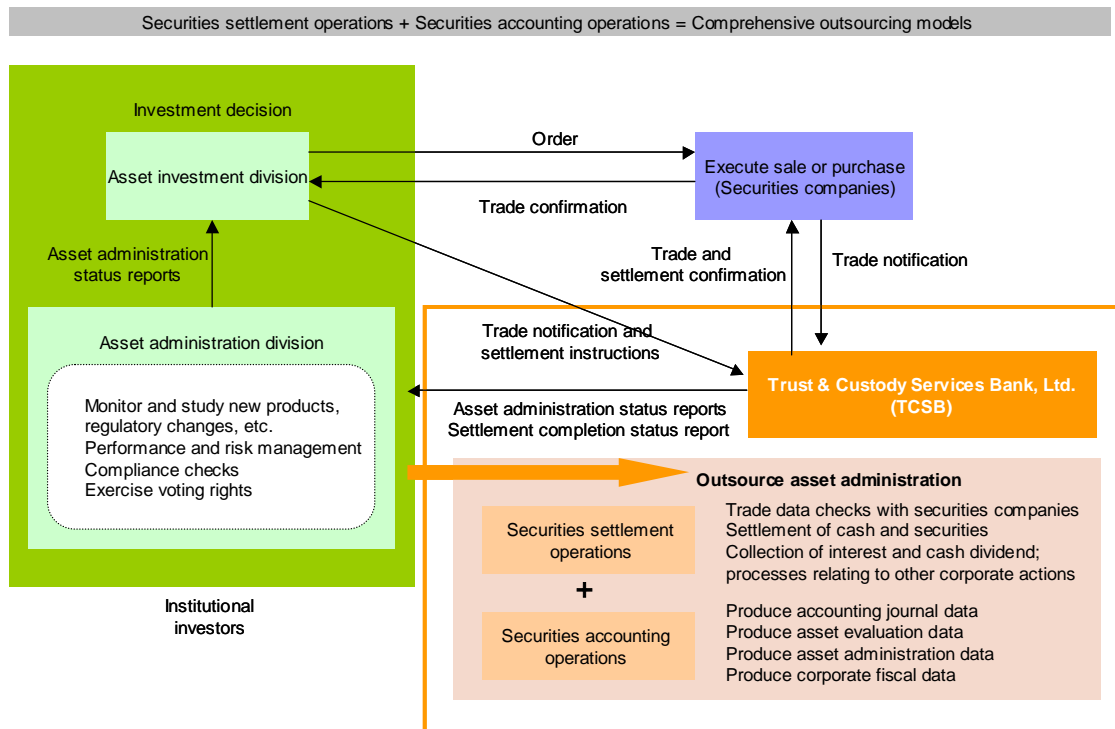 Securities settlement operations + Securities accounting operations = Comprehensive outsourcing models
Investment decision
Asset investment division
Order
Execute sale or purchase
(Securities companies)
Trade confirmation
Asset administration
status reports
Trade and
settlement confirmation
Trade notification
Asset administration division
Trade notification and
settlement instructions
Trust & Custody Services Bank, Ltd.
(TCSB)
Monitor and study new products,
regulatory changes, etc.
Performance and risk management
Compliance checks
Exercise voting rights
Asset administration status reports
Settlement completion status report
Outsource asset administration
Securities settlement
operations
Trade data checks with securities companies
Settlement of cash and securities
Collection of interest and cash dividend;
processes relating to other corporate actions
+
Securities accounting
operations
Produce accounting journal data
Produce asset evaluation data
Produce asset administration data
Produce corporate fiscal data
Institutional
investors